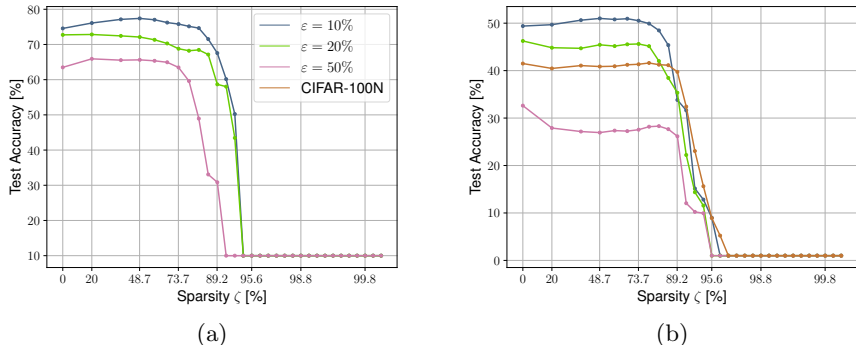 80
70
60
50
40
30
20
10
Test Accuracy [%]
0 20 48.7 73.7 89.2 95.6 98.8 99.8
Sparsity ζ [%]
ε = 10%
ε = 20%
ε = 50%
CIFAR-100N
(a)
50
40
30
20
10
0
Test Accuracy [%]
0 20 48.7 73.7 89.2 95.6 98.8 99.8
Sparsity ζ [%]
(b)